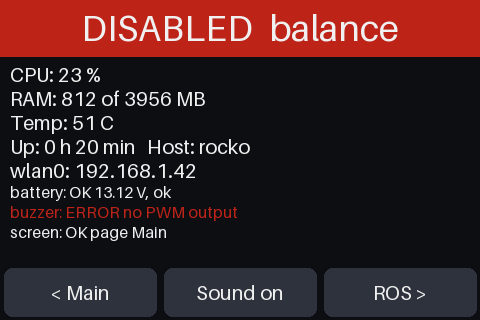 DISABLED balance
CPU: 23 %
RAM: 812 of 3956 MB
Temp: 51 C
Up: 0 h 20 min Host: rocko
wlan0: 192.168.1.42
battery: OK 13.12 V, ok
buzzer: ERROR no PWM output
screen: OK page Main
< Main
Sound on
ROS >